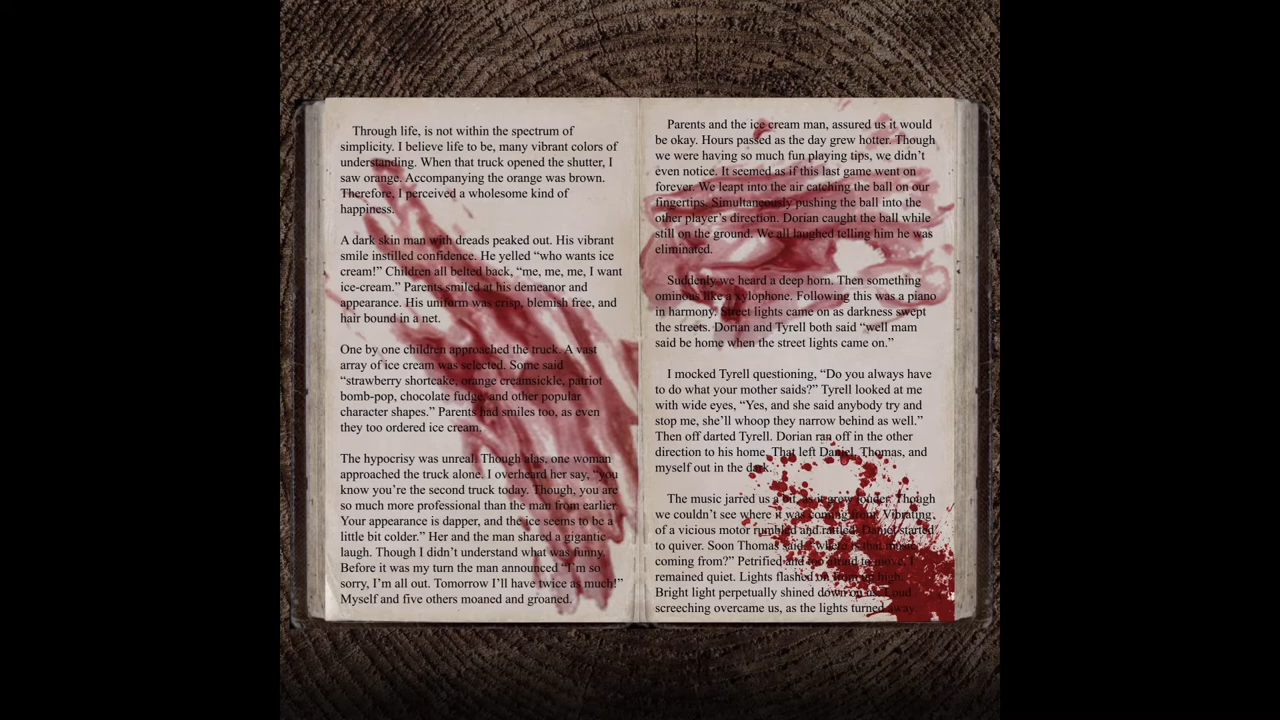 Through life, is not within the spectrum of
simplicity. I believe life to be, many vibrant colors of
understanding. When that truck opened the shutter, I
saw orange. Accompanying the orange was brown.
Therefore, I perceived a wholesome kind of
happiness.
A dark skin man with dreads peaked out. His vibrant
smile instilled confidence. He yelled “who wants ice
cream!” Children all belted back, “me, me, me, I want
ice-cream.” Parents smiled at his demeanor and
appearance. His uniform was crisp, blemish free, and
hair bound in a net.
One by one children approached the truck. A vast
array of ice cream was selected. Some said
“strawberry shortcake, orange creamsickle, patriot
bomb-pop, chocolate fudge, and other popular
character shapes.” Parents had smiles too, as even
they too ordered ice cream.
The hypocrisy was unreal. Though alas, one woman
approached the truck alone. I overheard her say, “you
know you’re the second truck today. Though, you are
so much more professional than the man from earlier.
Your appearance is dapper, and the ice seems to be a
little bit colder.” Her and the man shared a gigantic
laugh. Though I didn’t understand what was funny.
Before it was my turn the man announced “I’m so
sorry, I’m all out. Tomorrow I’ll have twice as much!”
Myself and five others moaned and groaned.
Parents and the ice cream man, assured us it would
be okay. Hours passed as the day grew hotter. Though
we were having so much fun playing tips, we didn’t
even notice. It seemed as if this last game went on
forever. We leapt into the air catching the ball on our
fingertips. Simultaneously pushing the ball into the
other player’s direction. Dorian caught the ball while
still on the ground. We all laughed telling him he was
eliminated.
Suddenly we heard a deep horn. Then something
ominous like a xylophone. Following this was a piano
in harmony. Street lights came on as darkness swept
the streets. Dorian and Tyrell both said “well mam
said be home when the street lights came on.”
I mocked Tyrell questioning, “Do you always have
to do what your mother saids?” Tyrell looked at me
with wide eyes, “Yes, and she said anybody try and
stop me, she’ll whoop they narrow behind as well.”
Then off darted Tyrell. Dorian ran off in the other
direction to his home. That left Daniel, Thomas, and
myself out in the dark.
The music jarred us a bit, as it grew louder. Though
we couldn’t see where it was coming from. Vibrating,
of a vicious motor rumbled and rattled. Daniel started
to quiver. Soon Thomas said, “where is that music
coming from?” Petrified and too afraid to move, I
remained quiet. Lights flashed on from up high.
Bright light perpetually shined down on us. Loud
screeching overcame us, as the lights turned away.